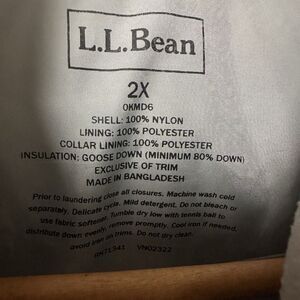 L.L.Bean
2X
0KMD6
SHELL: 100% NYLON
LINING: 100% POLYESTER
COLLAR LINING: 100% POLYESTER
INSULATION: GOOSE DOWN (MINIMUM 80% DOWN)
EXCLUSIVE OF TRIM
MADE IN BANGLADESH
Prior to laundering close all closures. Machine wash cold
separately. Delicate cycle. Mild detergent. Do not bleach or
use fabric softener. Tumble dry low with tennis ball to
distribute down evenly, remove promptly. Cool iron if needed,
avoid iron on trims. Do not dry clean.
VN02322